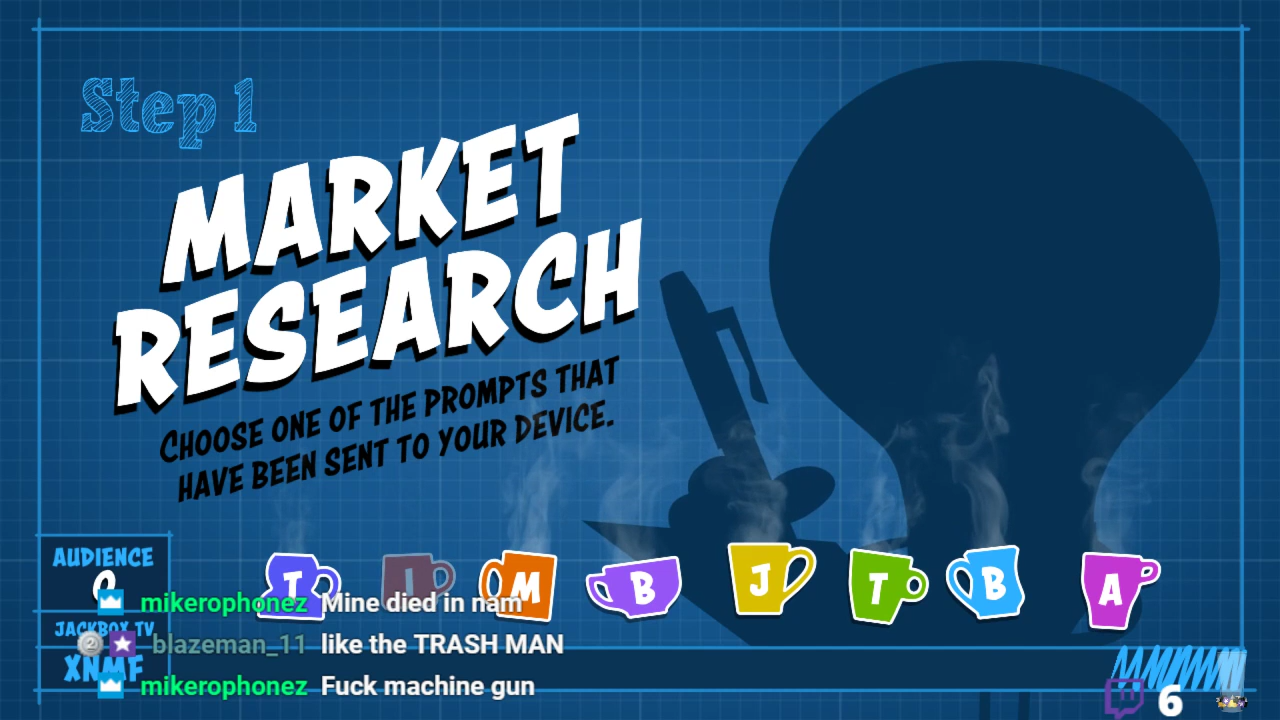 Step 1
MARKET
RESEARCH
CHOOSE ONE OF THE PROMPTS THAT
HAVE BEEN SENT TO YOUR DEVICE.
AUDIENCE
JACKBOX.TV
XNMF
T I M B J T B A
mikerophonez Mine died in nam
blazeman_11 like the TRASH MAN
mikerophonez Fuck machine gun
2
6